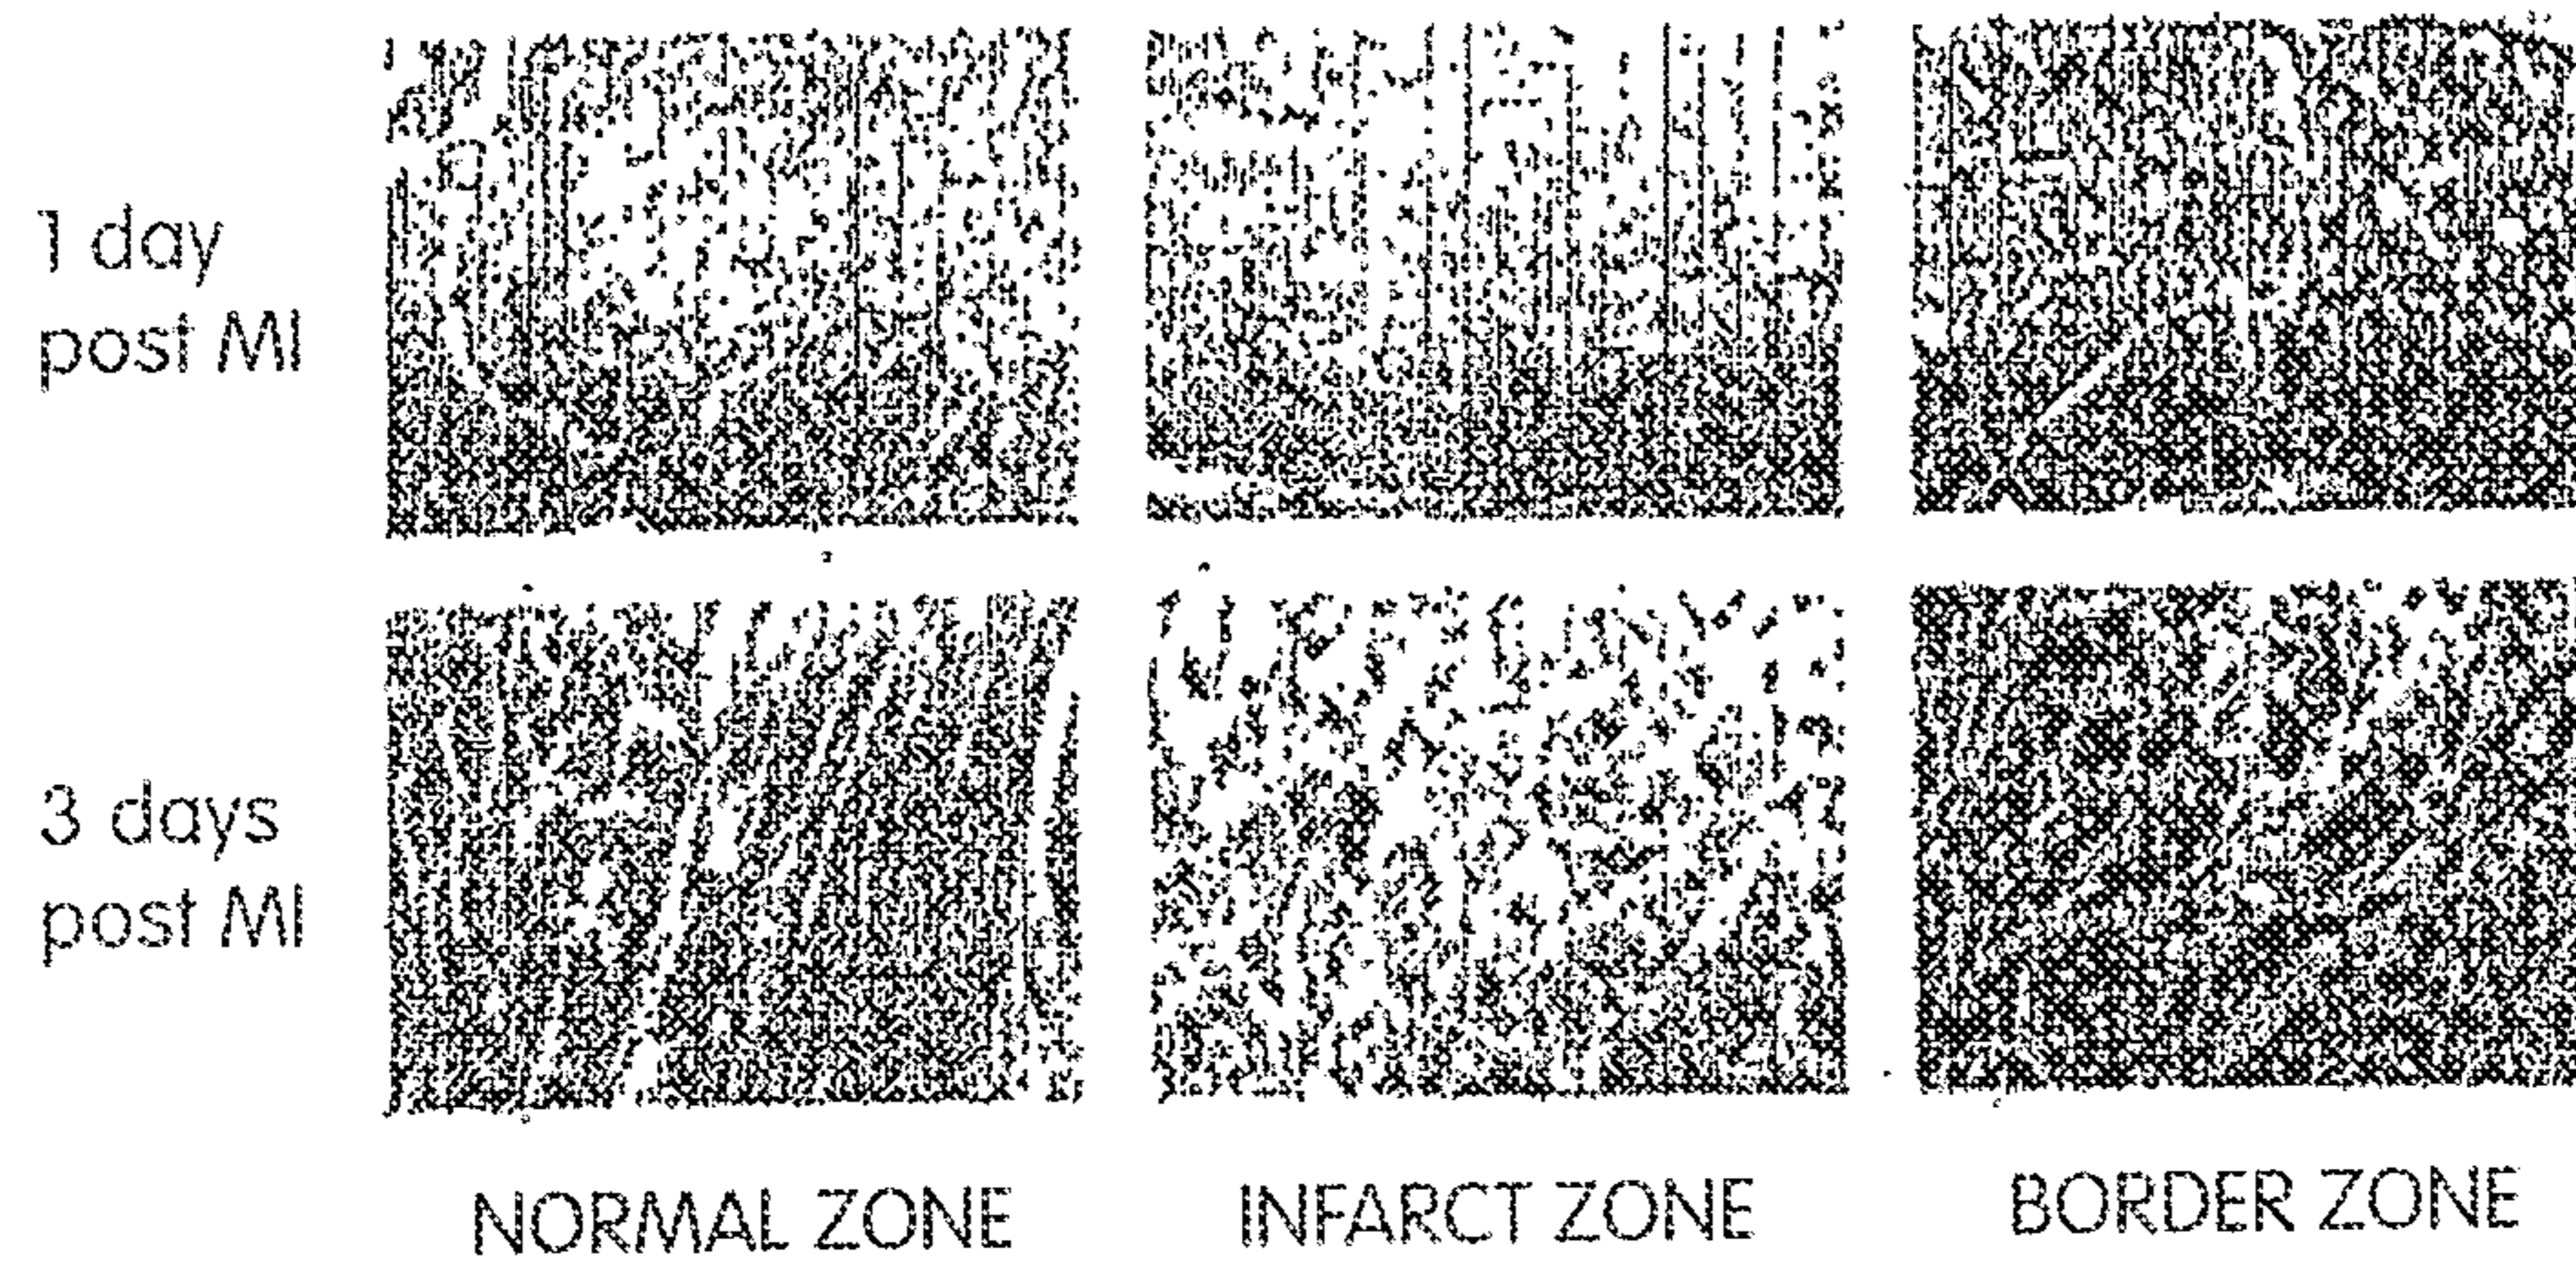 1 day
post MI
3 days
post MI
NORMAL ZONE
INFARCT ZONE
BORDER ZONE